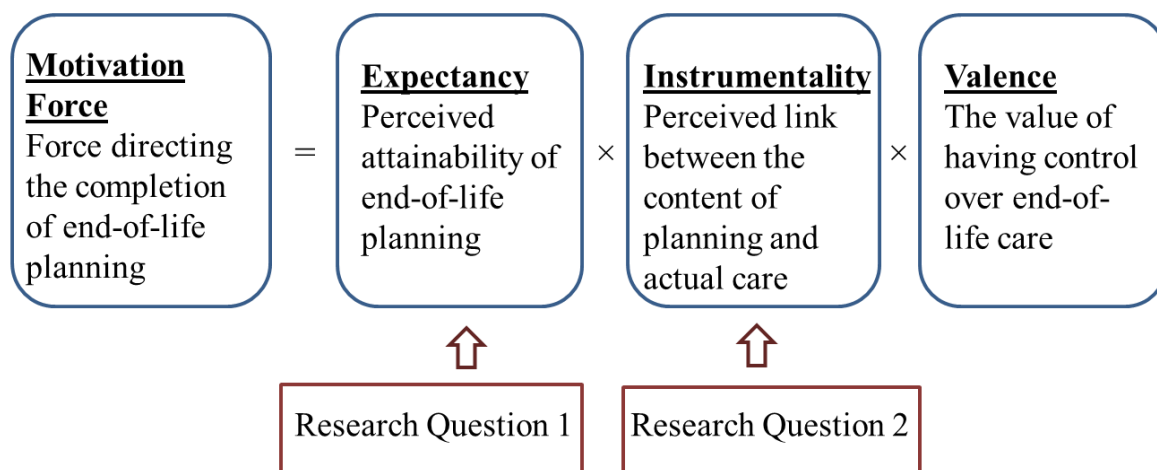 Motivation
Force
Force directing
the completion
of end-of-life
planning
=
Expectancy
Perceived
attainability of
end-of-life
planning
×
Instrumentality
Perceived link
between the
content of
planning and
actual care
×
Valence
The value of
having control
over end-of-
life care
Research Question 1
Research Question 2